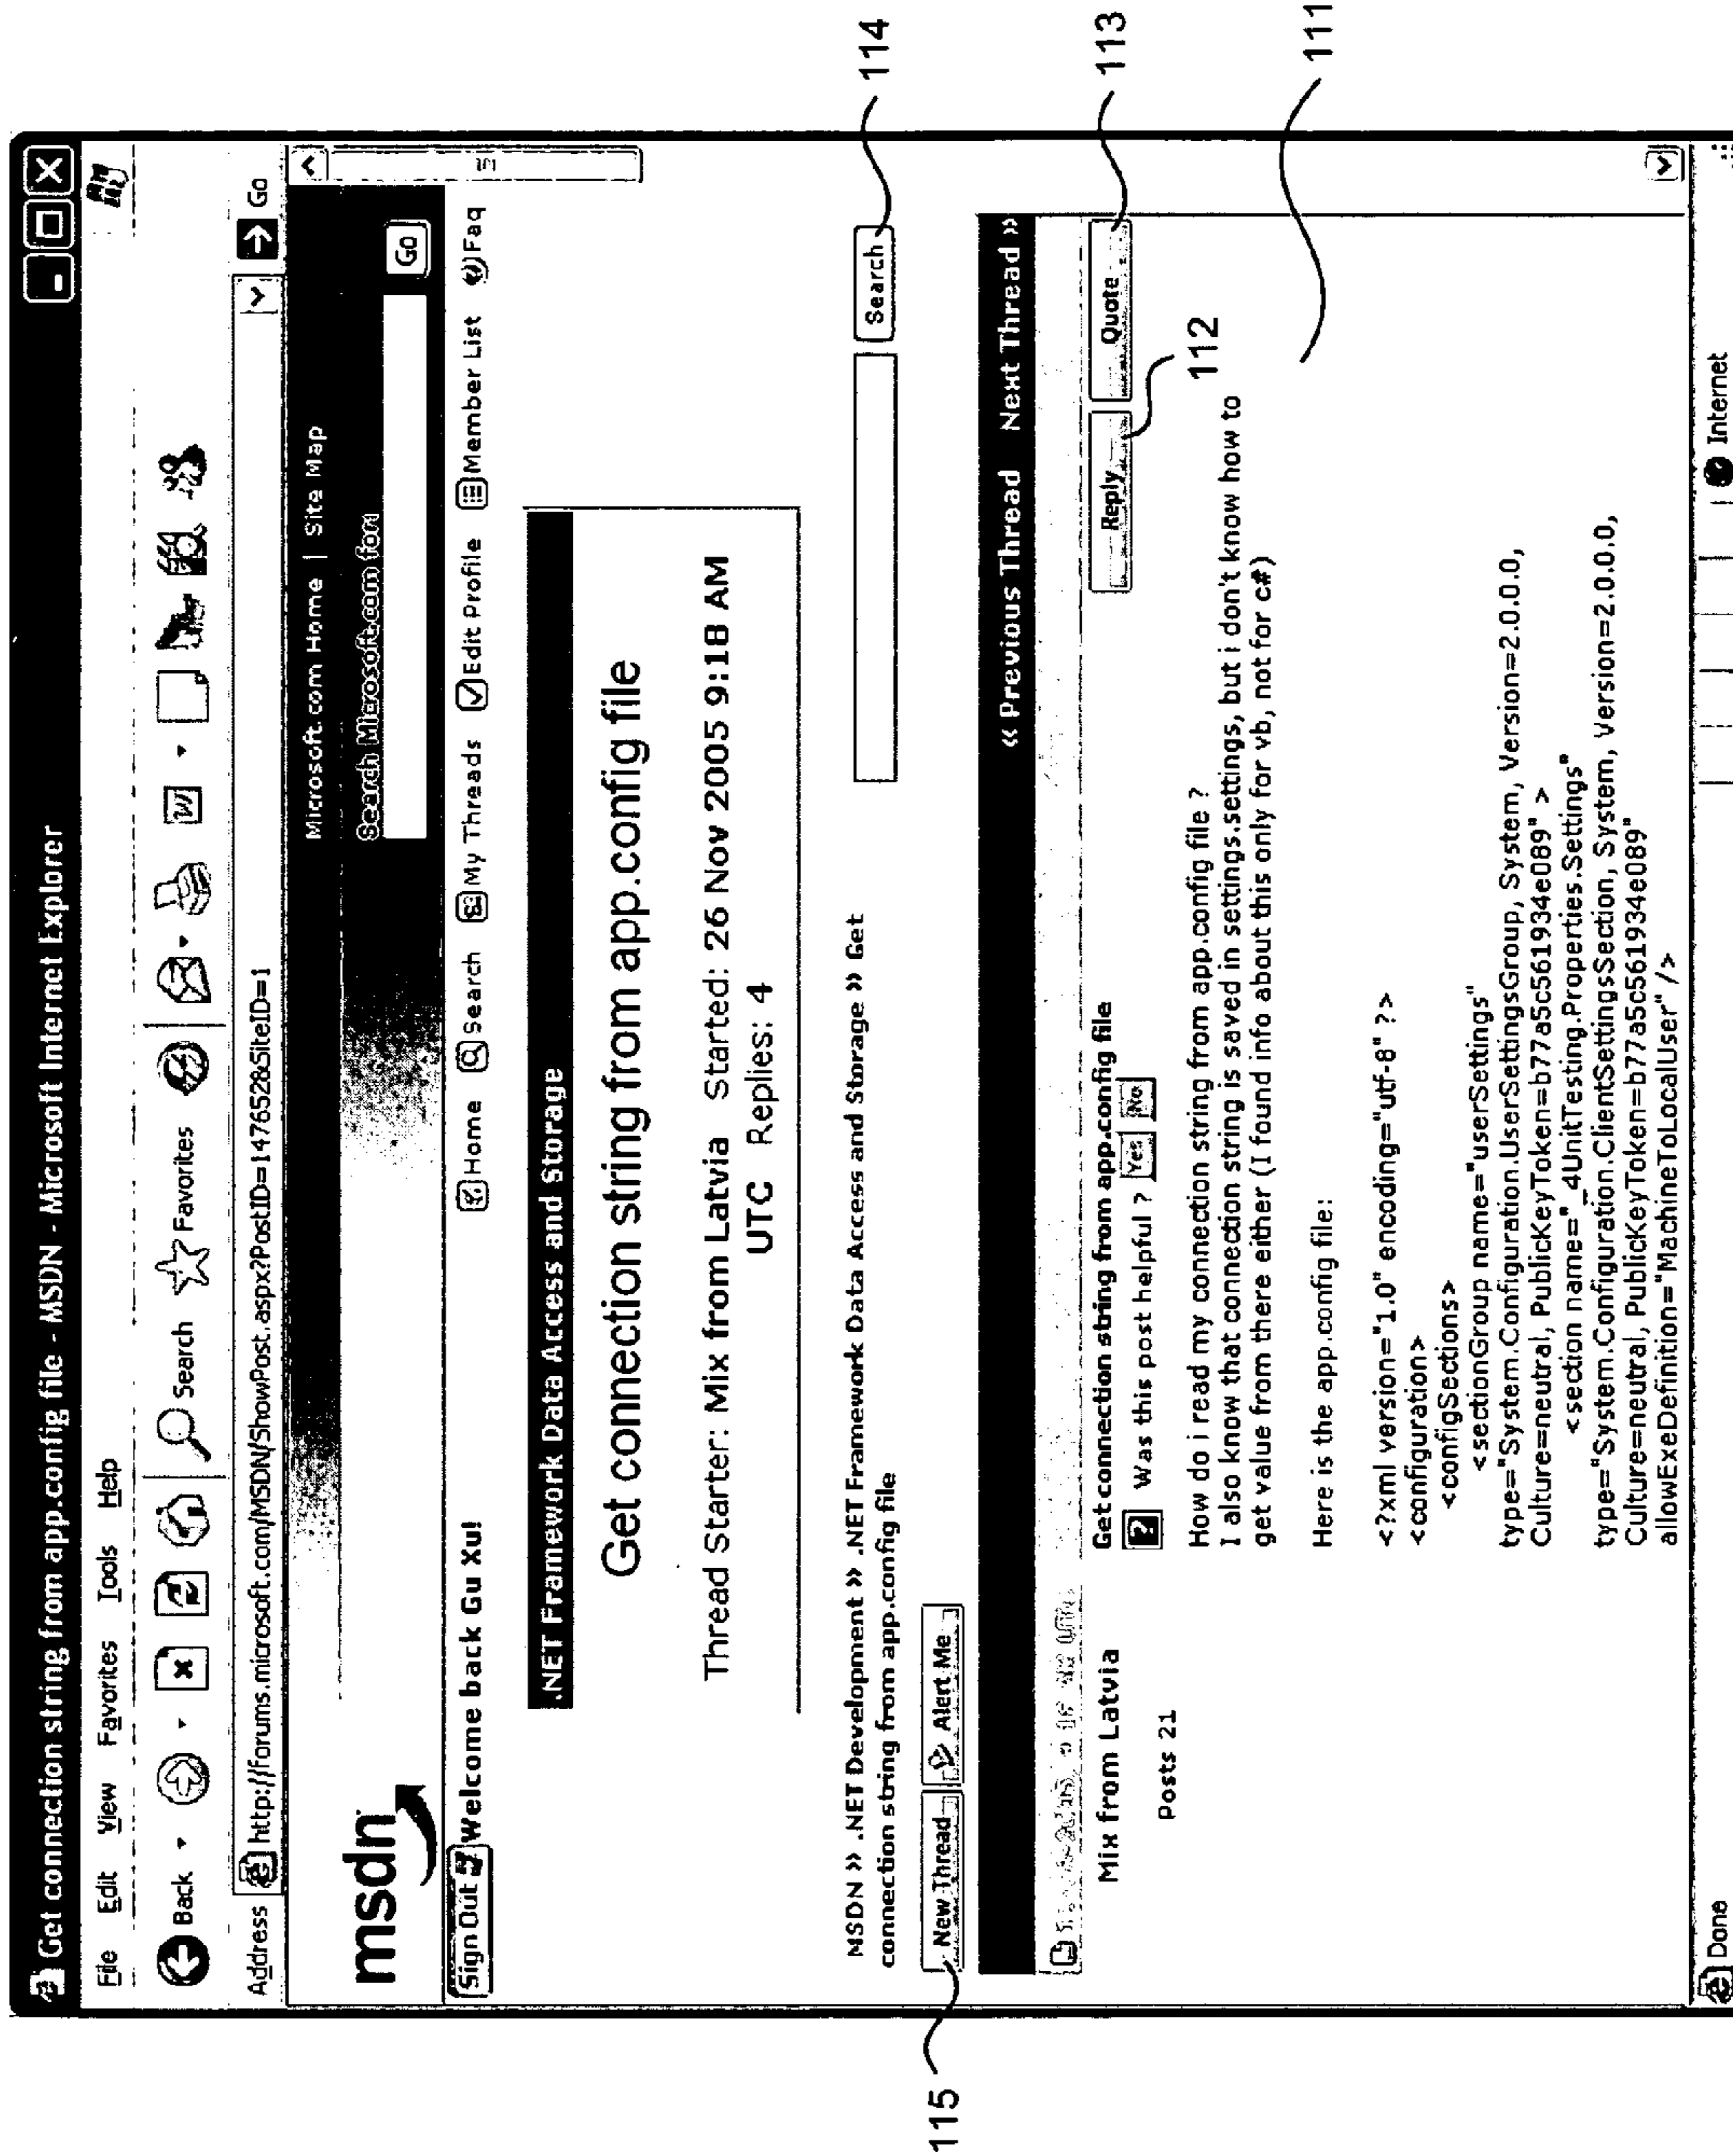 Get connection string from app.config file - MSDN - Microsoft Internet Explorer
File Edit View Favorites Tools Help
Back Search Favorites
Address http://forums.microsoft.com/MSDN/ShowPost.aspx?PostID=147652&SiteID=1 Go
Microsoft.com Home | Site Map
msdn
Search Microsoft.com for:
Go
Sign Out Welcome back Gu Xu!
Home Search My Threads Edit Profile Member List Faq
.NET Framework Data Access and Storage
Get connection string from app.config file
Thread Starter: Mix from Latvia Started: 26 Nov 2005 9:18 AM
UTC Replies: 4
MSDN » .NET Development » .NET Framework Data Access and Storage » Get
connection string from app.config file
Search
114
115
New Thread Alert Me
« Previous Thread Next Thread »
Mix from Latvia
Posts 21
Get connection string from app.config file
Reply Quote
113
Was this post helpful ? Yes No
112
How do i read my connection string from app.config file ?
I also know that connection string is saved in settings.settings, but i don't know how to
get value from there either (I found info about this only for vb, not for c#)
111
Here is the app.config file:
<?xml version="1.0" encoding="utf-8" ?>
<configuration>
<configSections>
<sectionGroup name="userSettings"
type="System.Configuration.UserSettingsGroup, System, Version=2.0.0.0,
Culture=neutral, PublicKeyToken=b77a5c561934e089" >
<section name="_4UnitTesting.Properties.Settings"
type="System.Configuration.ClientSettingsSection, System, Version=2.0.0.0,
Culture=neutral, PublicKeyToken=b77a5c561934e089"
allowExeDefinition="MachineToLocalUser" />
Done Internet